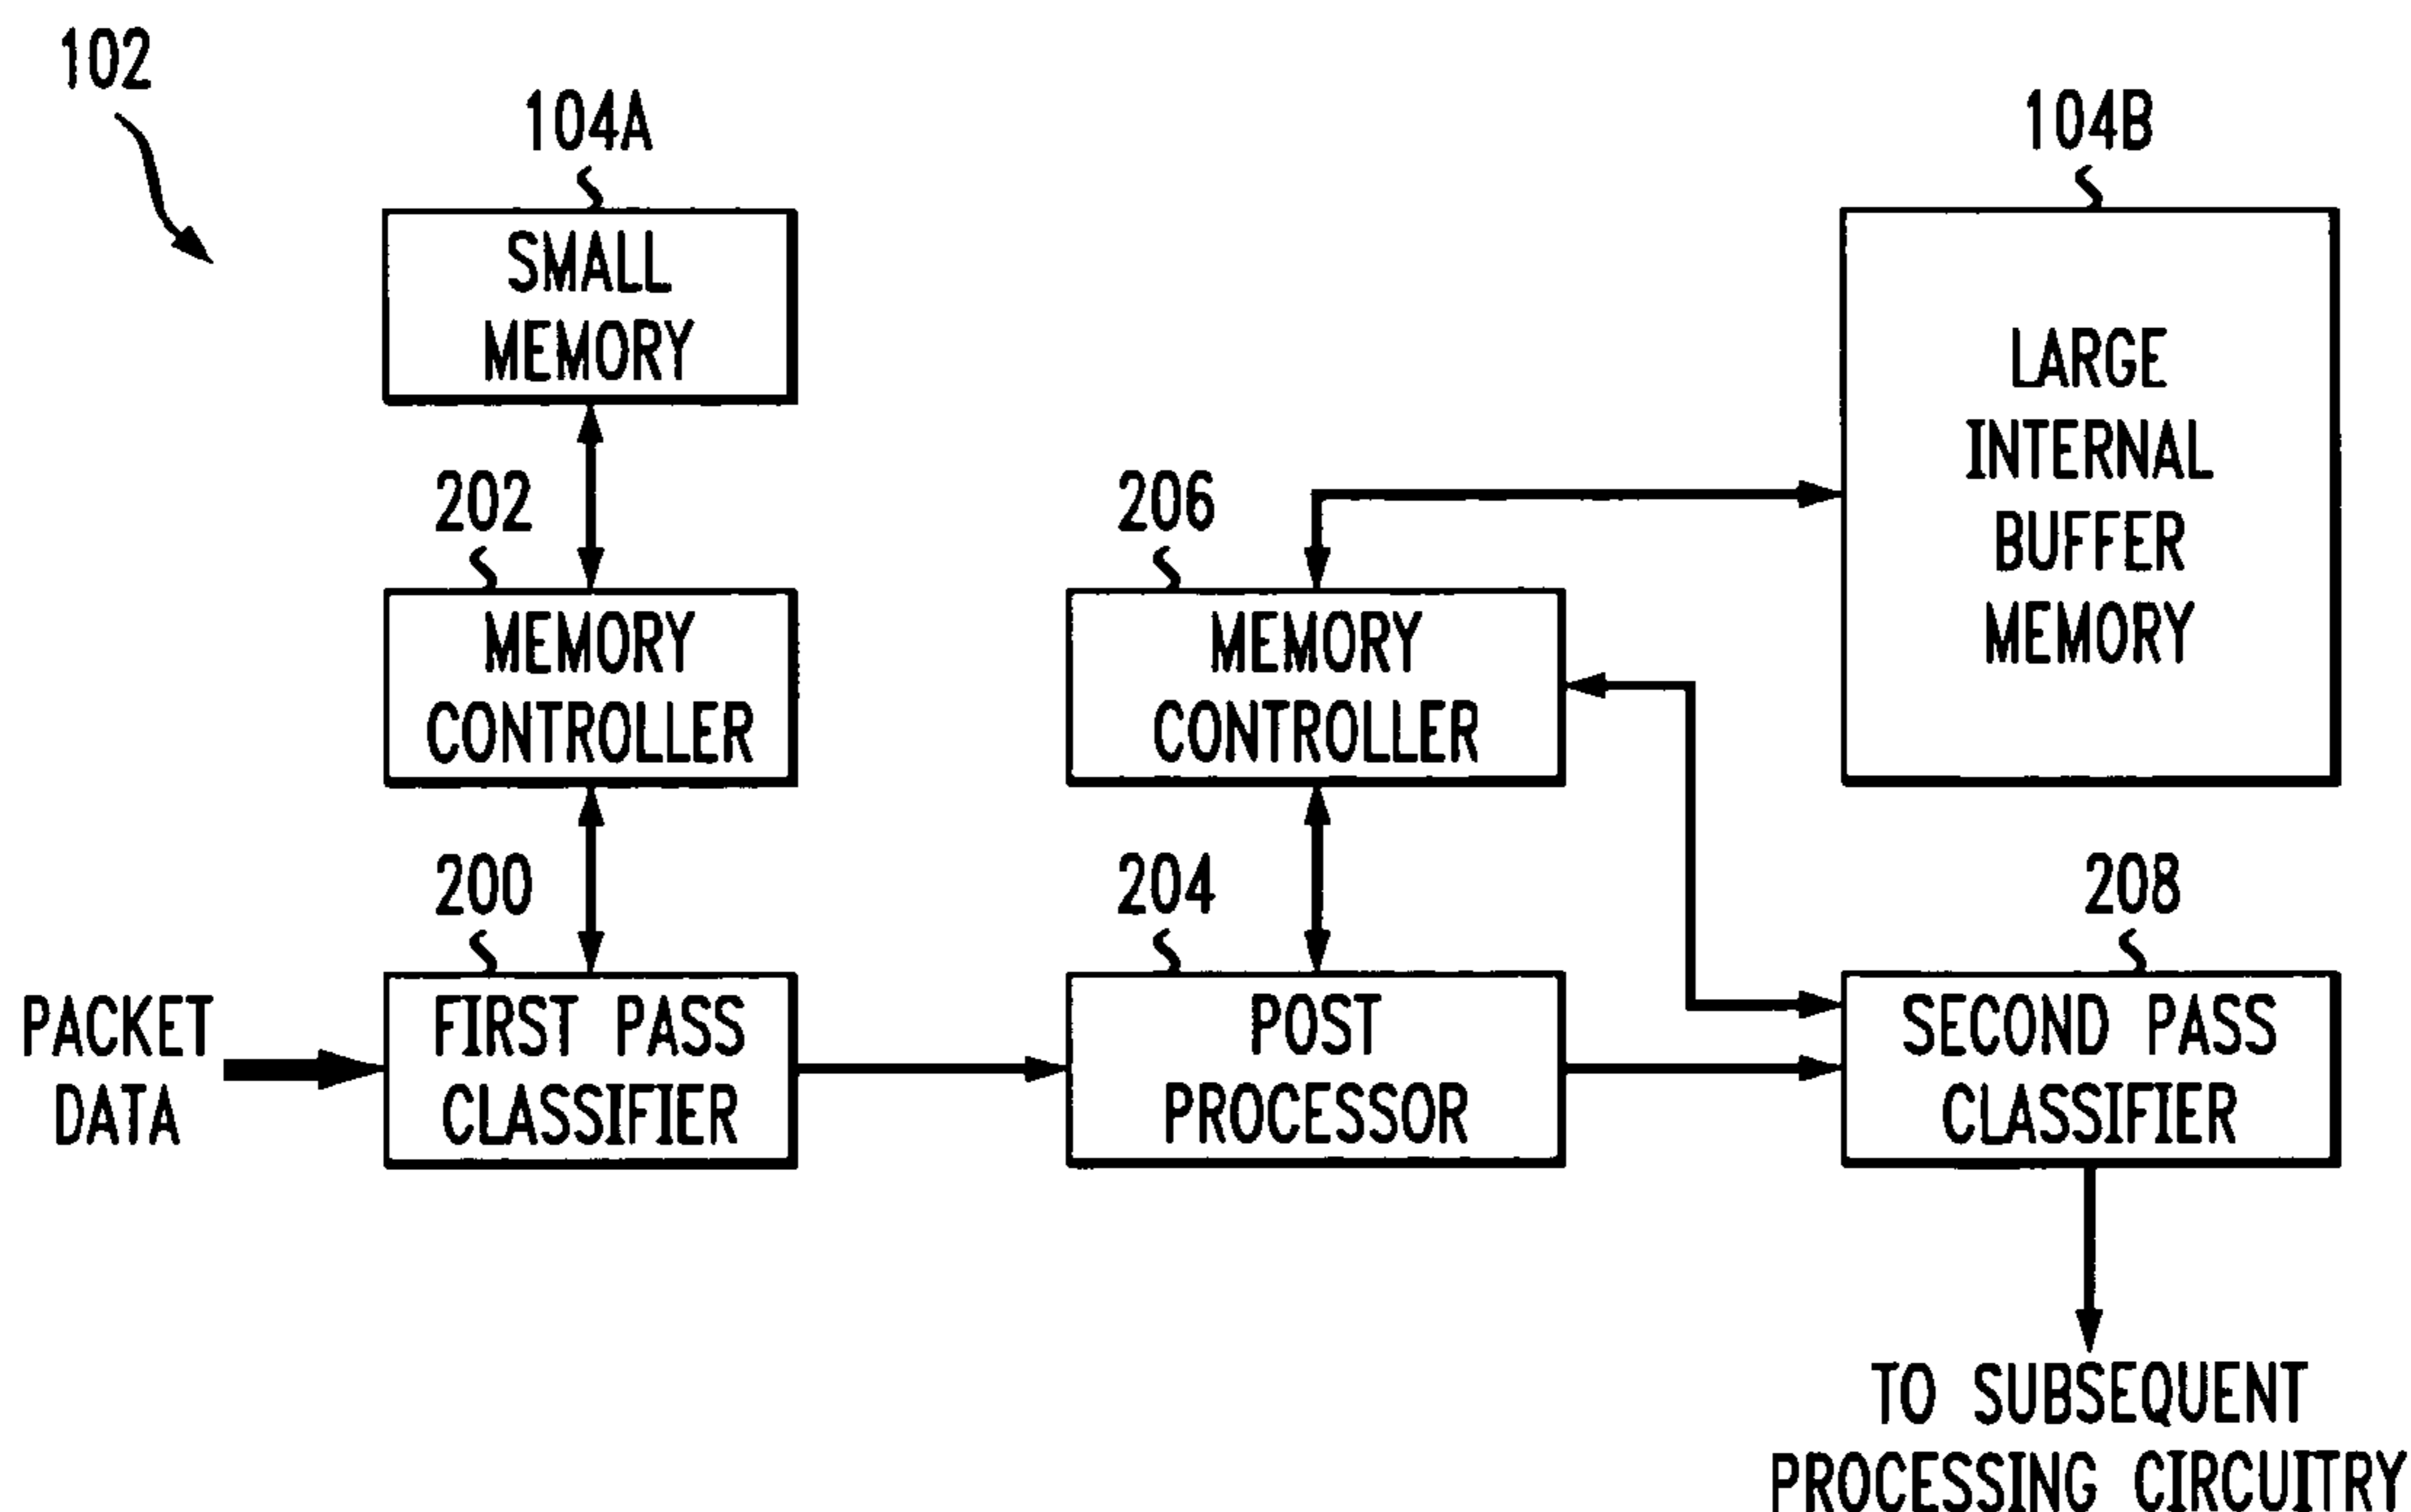 102
104A
SMALL
MEMORY
104B
LARGE
INTERNAL
BUFFER
MEMORY
202
MEMORY
CONTROLLER
206
MEMORY
CONTROLLER
200
FIRST PASS
CLASSIFIER
204
POST
PROCESSOR
208
SECOND PASS
CLASSIFIER
PACKET
DATA
TO SUBSEQUENT
PROCESSING CIRCUITRY